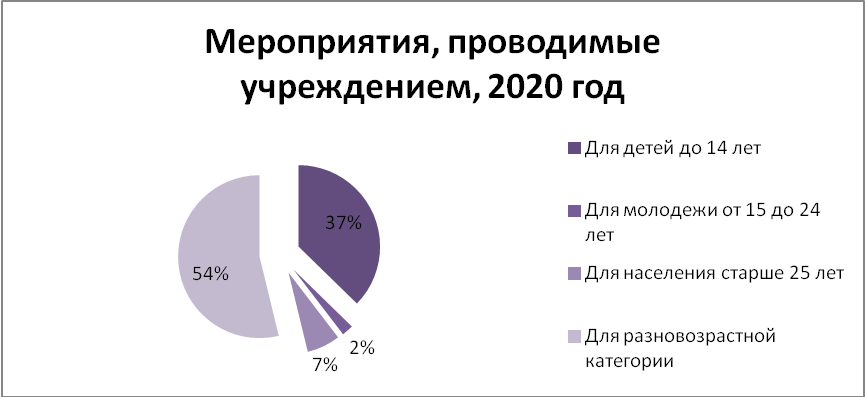 Мероприятия, проводимые
учреждением, 2020 год
37%
54%
2%
7%
Для детей до 14 лет
Для молодежи от 15 до 24
лет
Для населения старше 25 лет
Для разновозрастной
категории